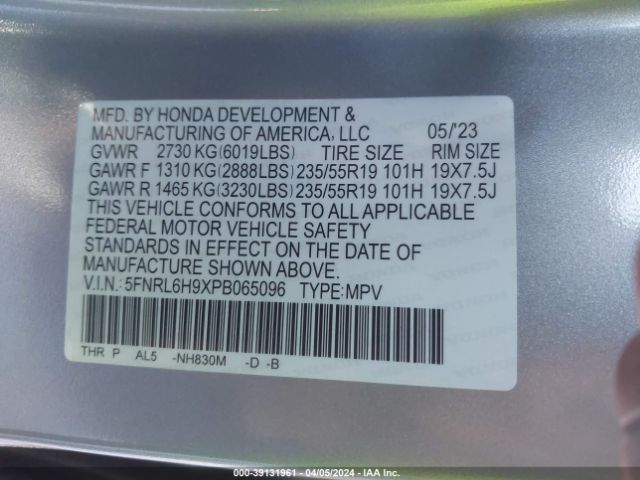 MFD. BY HONDA DEVELOPMENT &
MANUFACTURING OF AMERICA, LLC 05/'23
GVWR 2730 KG(6019LBS) TIRE SIZE RIM SIZE
GAWR F 1310 KG(2888LBS) 235/55R19 101H 19X7.5J
GAWR R 1465 KG(3230LBS) 235/55R19 101H 19X7.5J
THIS VEHICLE CONFORMS TO ALL APPLICABLE
FEDERAL MOTOR VEHICLE SAFETY
STANDARDS IN EFFECT ON THE DATE OF
MANUFACTURE SHOWN ABOVE.
V.I.N.: 5FNRL6H9XPB065096 TYPE:MPV
THR P AL5 -NH830M -D -B
000-39131961 - 04/05/2024 - IAA Inc.